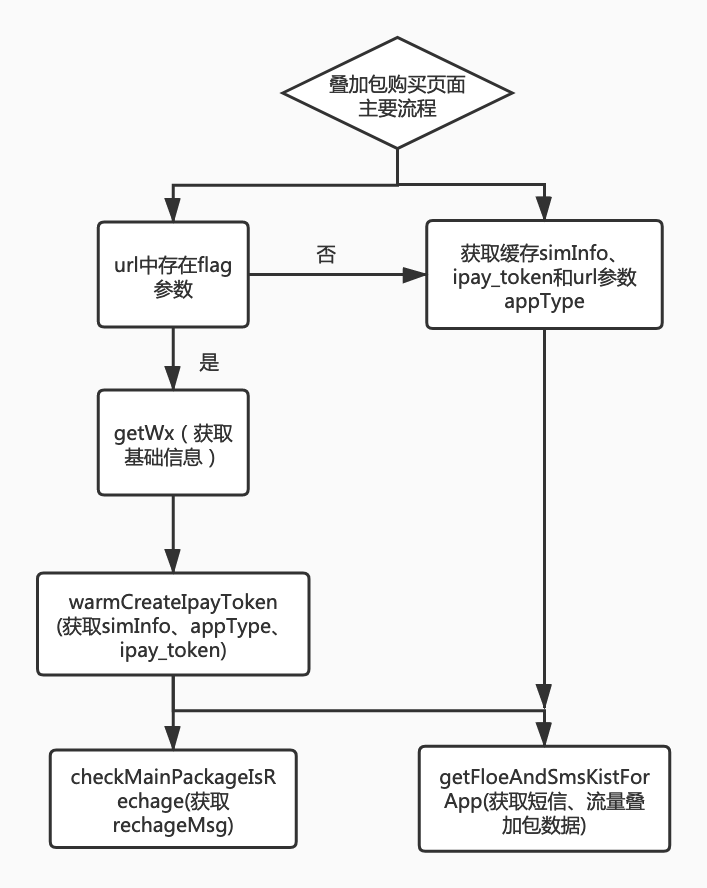 叠加包购买页面
主要流程
url中存在flag
参数
否
获取缓存simInfo、
ipay_token和url参数
appType
是
getWx（获取
基础信息）
warmCreateIpayToken
(获取simInfo、appType、
ipay_token)
checkMainPackageIsR
echage(获取
rechageMsg)
getFloeAndSmsKistFor
App(获取短信、流量叠
加包数据)